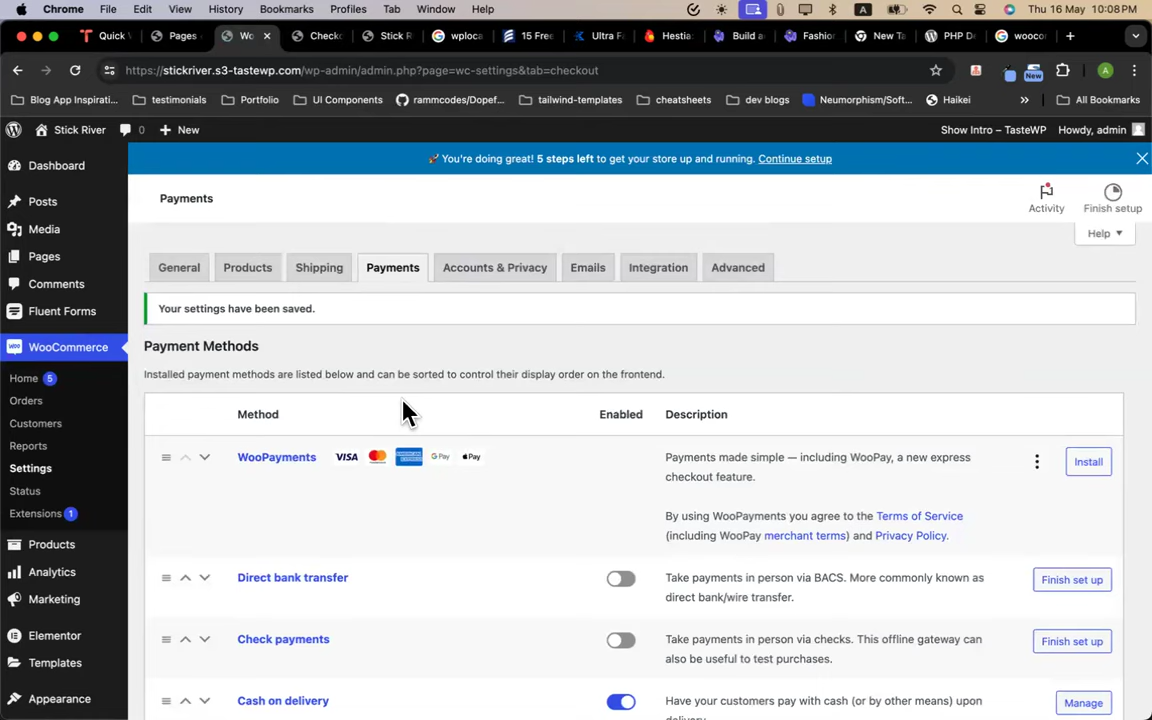 Chrome File Edit View History Bookmarks Profiles Tab Window Help A Thu 16 May 10:08 PM
Quick Pages Wo Check Stick R wploca 15 Free Ultra F Hestia: Build a Fashion New Ta PHP D woocor
https://stickriver.s3-tastewp.com/wp-admin/admin.php?page=wc-settings&tab=checkout New A
Blog App Inspirati... testimonials Portfolio UI Components rammcodes/Dopef... tailwind-templates cheatsheets dev blogs Neumorphism/Soft... Haikei » All Bookmarks
Stick River 0 + New Show Intro – TasteWP Howdy, admin
🚀 You're doing great! 5 steps left to get your store up and running. Continue setup
Dashboard
Posts
Media
Pages
Comments
Fluent Forms
WooCommerce
Home 5
Orders
Customers
Reports
Settings
Status
Extensions 1
Products
Analytics
Marketing
Elementor
Templates
Appearance
Payments
Activity
Finish setup
Help ▼
General Products Shipping Payments Accounts & Privacy Emails Integration Advanced
Your settings have been saved.
Payment Methods
Installed payment methods are listed below and can be sorted to control their display order on the frontend.
Method Enabled Description
WooPayments VISA G Pay Pay
Payments made simple — including WooPay, a new express
checkout feature.
Install
By using WooPayments you agree to the Terms of Service
(including WooPay merchant terms) and Privacy Policy.
Direct bank transfer
Take payments in person via BACS. More commonly known as
direct bank/wire transfer.
Finish set up
Check payments
Take payments in person via checks. This offline gateway can
also be useful to test purchases.
Finish set up
Cash on delivery
Have your customers pay with cash (or by other means) upon
delivery.
Manage